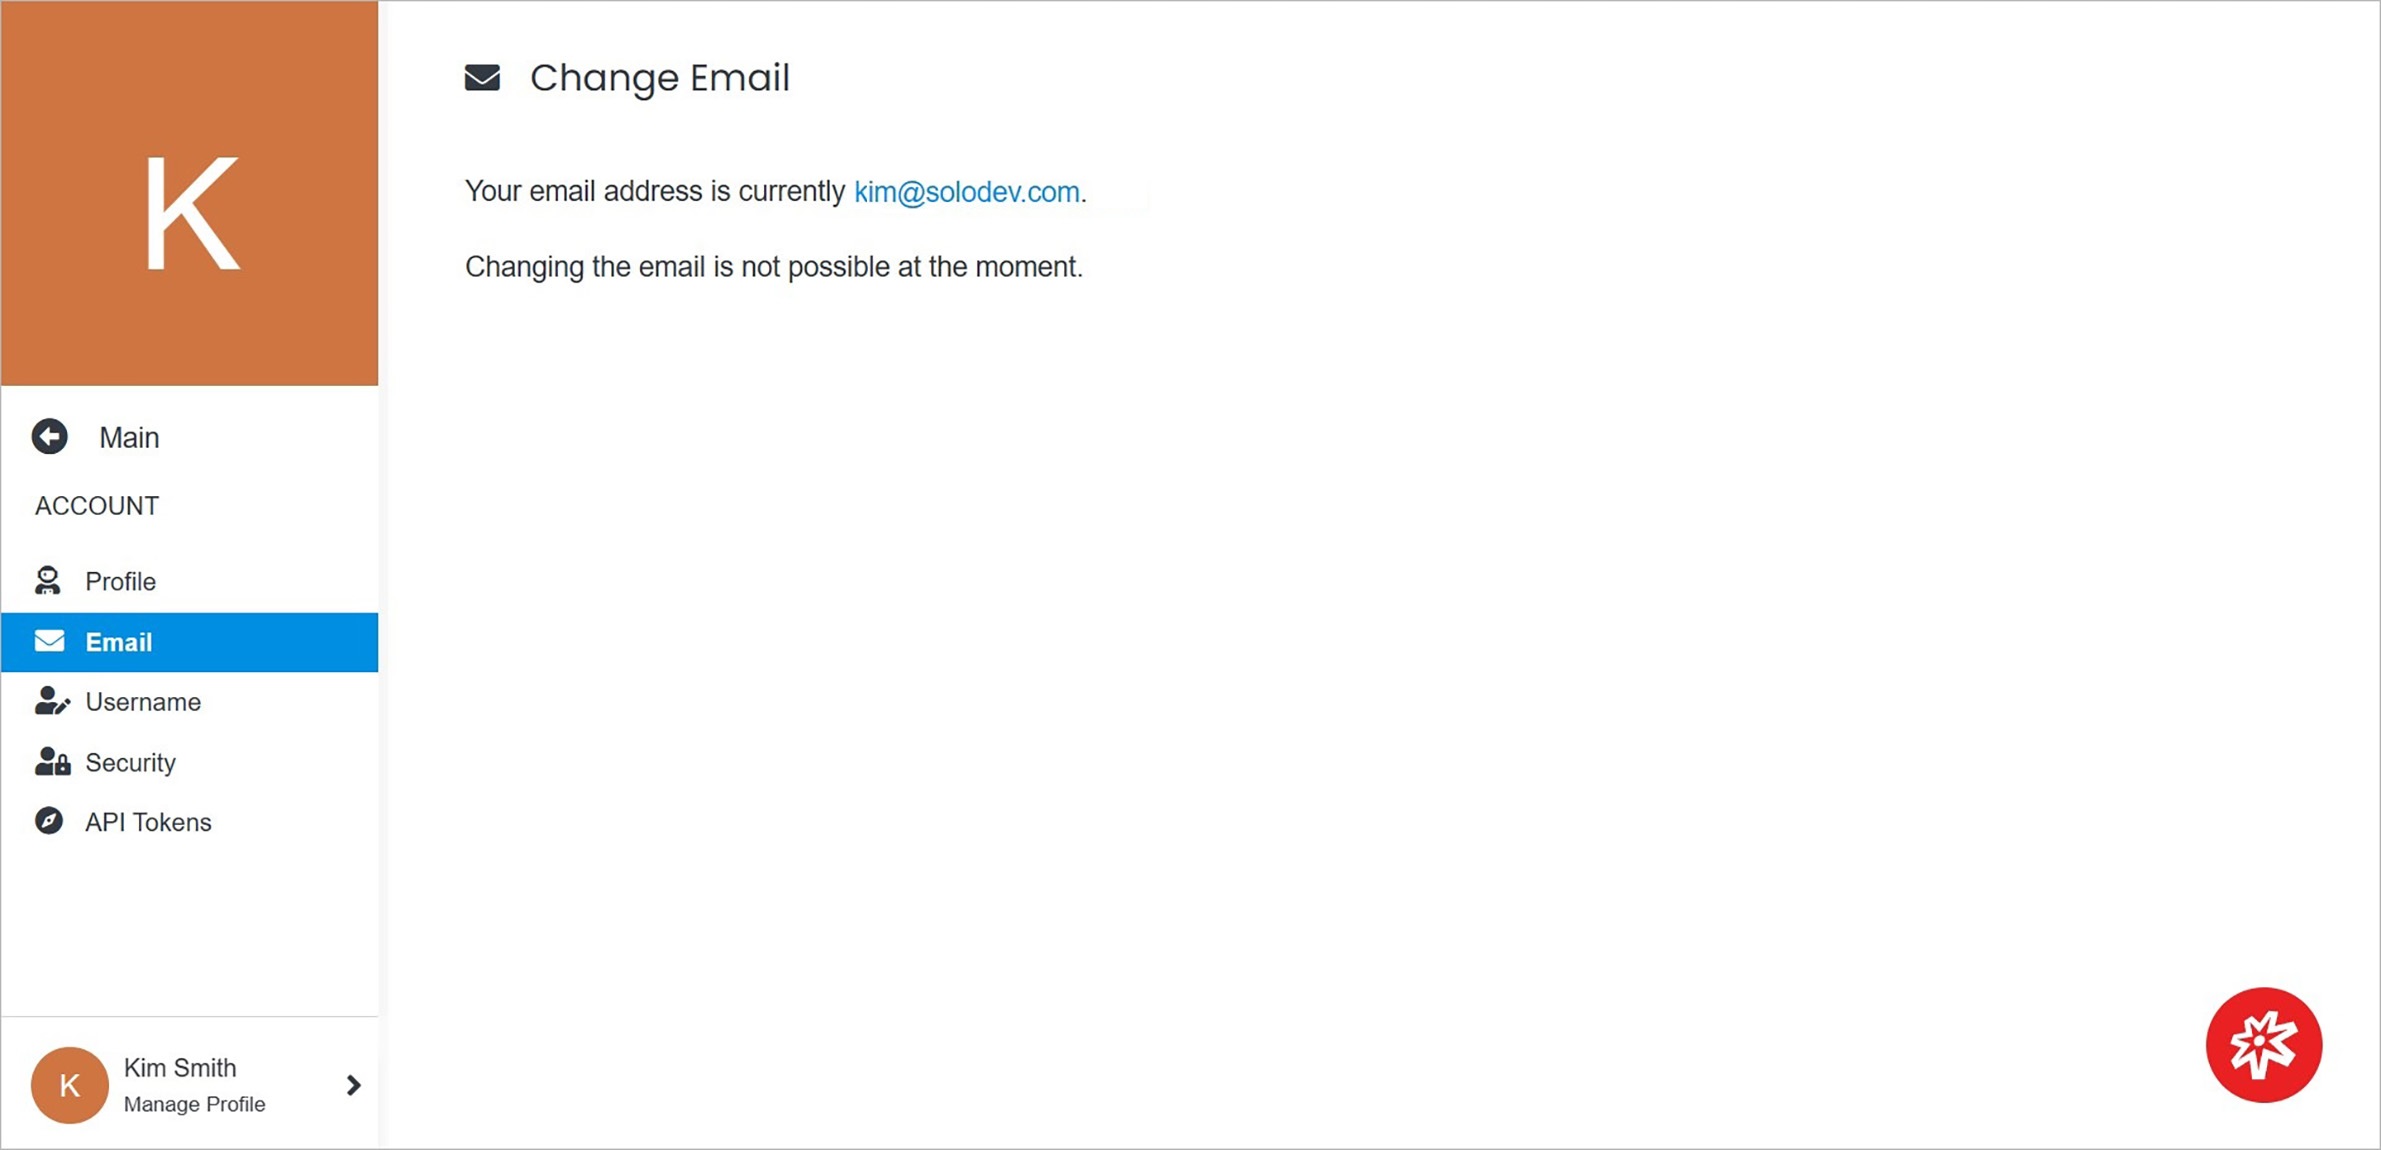 K
Main
ACCOUNT
Profile
Email
Username
Security
API Tokens
K
Kim Smith
Manage Profile
Change Email
Your email address is currently kim@solodev.com.
Changing the email is not possible at the moment.